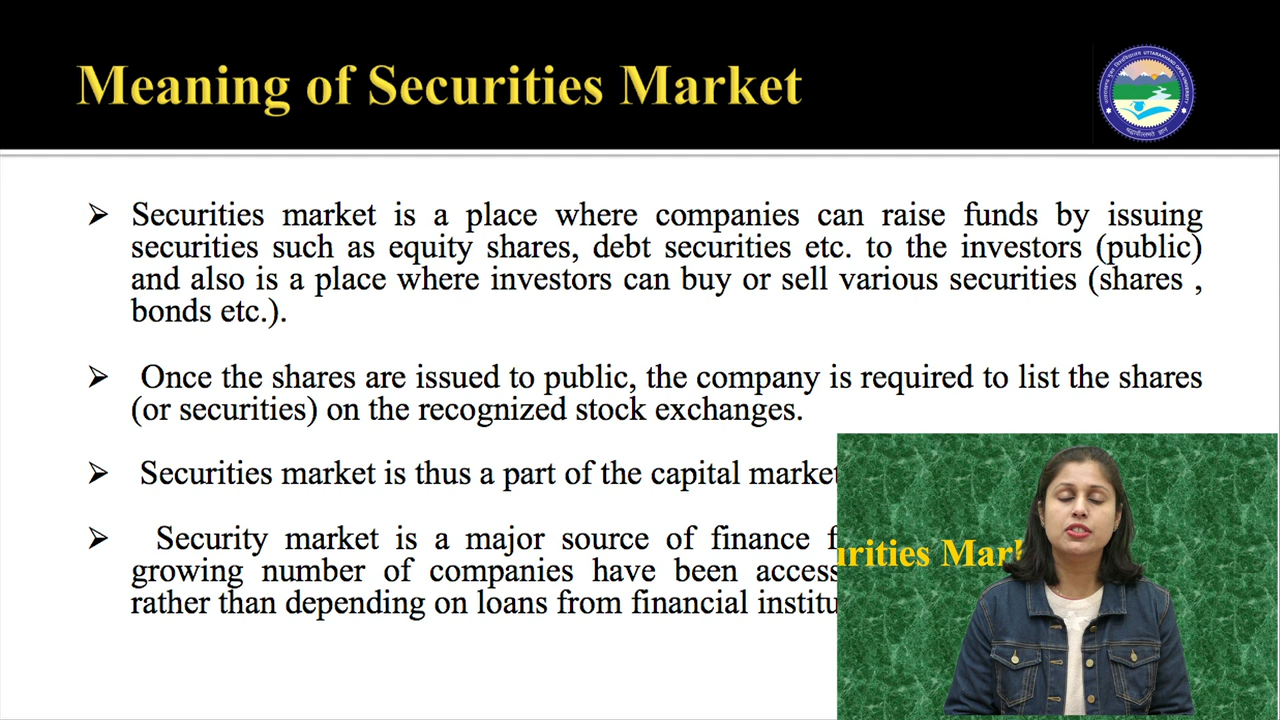 Meaning of Securities Market
UTTARAKHAND OPEN UNIVERSITY
➢ Securities market is a place where companies can raise funds by issuing
securities such as equity shares, debt securities etc. to the investors (public)
and also is a place where investors can buy or sell various securities (shares ,
bonds etc.).
➢ Once the shares are issued to public, the company is required to list the shares
(or securities) on the recognized stock exchanges.
➢ Securities market is thus a part of the capital market
➢ Security market is a major source of finance f
growing number of companies have been access
rather than depending on loans from financial institu
urities Mark